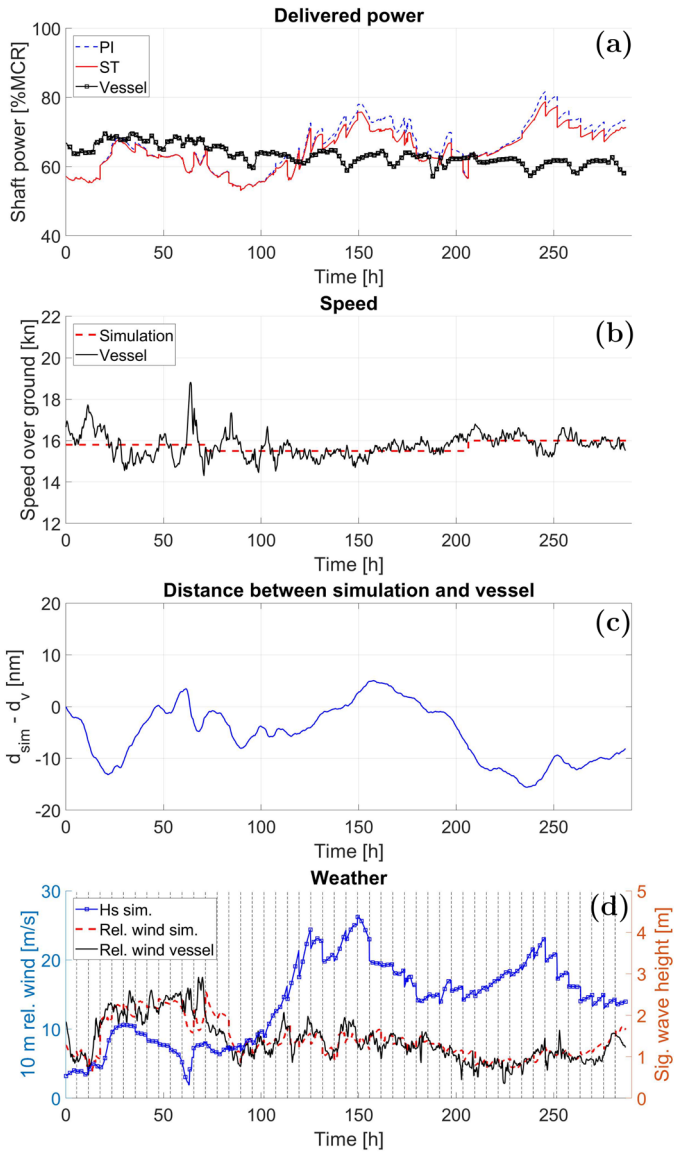 Delivered power
(a)
PI
ST
Vessel
Shaft power [%MCR]
100
80
60
40
0 50 100 150 200 250
Time [h]
Speed
(b)
Simulation
Vessel
Speed over ground [kn]
22
20
18
16
14
12
0 50 100 150 200 250
Time [h]
Distance between simulation and vessel
(c)
d_sim - d_v [nm]
20
10
0
-10
-20
0 50 100 150 200 250
Time [h]
Weather
(d)
Hs sim.
Rel. wind sim.
Rel. wind vessel
10 m rel. wind [m/s]
30
20
10
0
Sig. wave height [m]
5
4
3
2
1
0
0 50 100 150 200 250
Time [h]